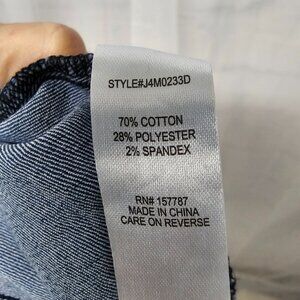 STYLE#J4M0233D
70% COTTON
28% POLYESTER
2% SPANDEX
RN# 157787
MADE IN CHINA
CARE ON REVERSE